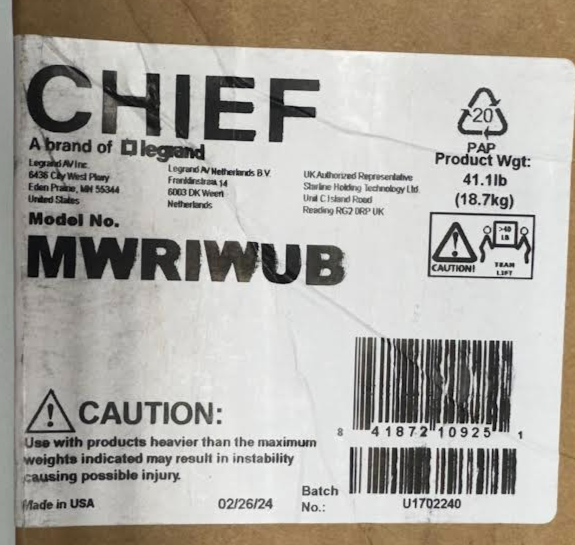 CHIEF
A brand of legrand
Legrand AV Inc.
6436 City West Pkwy
Eden Prairie, MN 55344
United States
Legrand AV Netherlands B.V.
Franklinstraat 14
6003 DK Weert
Netherlands
UK Authorized Representative
Starline Holding Technology Ltd.
Unit C Island Road
Reading RG2 0RP UK
20
PAP
Product Wgt:
41.1lb
(18.7kg)
Model No.
MWRIWUB
CAUTION!
>40
LB
TEAM
LIFT
8 41872 10925 1
CAUTION:
Use with products heavier than the maximum
weights indicated may result in instability
causing possible injury.
Made in USA
02/26/24
Batch
No.:
U1702240